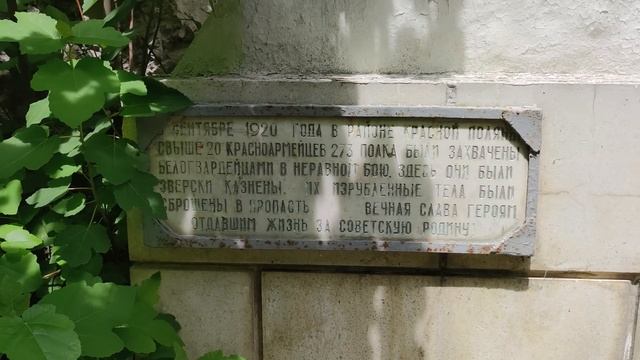 В СЕНТЯБРЕ 1920 ГОДА В РАЙОНЕ КРАСНОЙ ПОЛЯНЫ
СВЫШЕ 20 КРАСНОАРМЕЙЦЕВ 273 ПОЛКА БЫЛИ ЗАХВАЧЕНЫ
БЕЛОГВАРДЕЙЦАМИ В НЕРАВНОМ БОЮ. ЗДЕСЬ ОНИ БЫЛИ
ЗВЕРСКИ КАЗНЕНЫ. ИХ ИЗРУБЛЕННЫЕ ТЕЛА БЫЛИ
СБРОШЕНЫ В ПРОПАСТЬ ВЕЧНАЯ СЛАВА ГЕРОЯМ
ОТДАВШИМ ЖИЗНЬ ЗА СОВЕТСКУЮ РОДИНУ